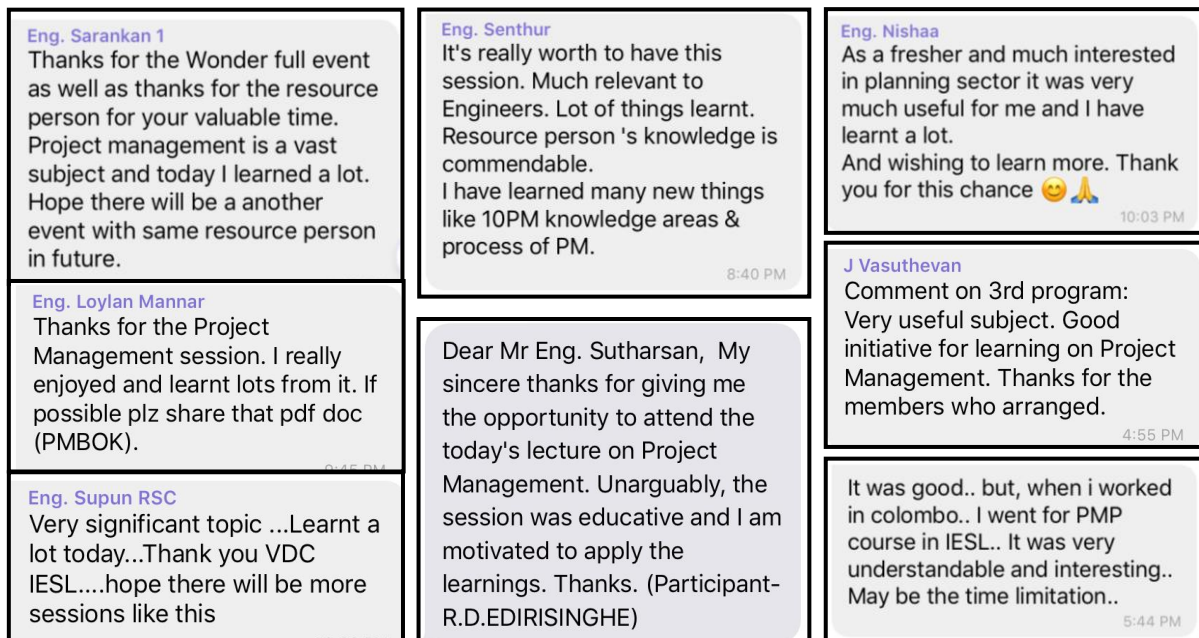 Eng. Sarankan 1
Thanks for the Wonder full event
as well as thanks for the resource
person for your valuable time.
Project management is a vast
subject and today I learned a lot.
Hope there will be a another
event with same resource person
in future.
Eng. Loylan Mannar
Thanks for the Project
Management session. I really
enjoyed and learnt lots from it. If
possible plz share that pdf doc
(PMBOK).
Eng. Supun RSC
Very significant topic ...Learnt a
lot today...Thank you VDC
IESL....hope there will be more
sessions like this
Eng. Senthur
It's really worth to have this
session. Much relevant to
Engineers. Lot of things learnt.
Resource person 's knowledge is
commendable.
I have learned many new things
like 10PM knowledge areas &
process of PM.
8:40 PM
Dear Mr Eng. Sutharsan,  My
sincere thanks for giving me
the opportunity to attend the
today's lecture on Project
Management. Unarguably, the
session was educative and I am
motivated to apply the
learnings. Thanks. (Participant-
R.D.EDIRISINGHE)
Eng. Nishaa
As a fresher and much interested
in planning sector it was very
much useful for me and I have
learnt a lot.
And wishing to learn more. Thank
you for this chance 😊🙏
10:03 PM
J Vasuthevan
Comment on 3rd program:
Very useful subject. Good
initiative for learning on Project
Management. Thanks for the
members who arranged.
4:55 PM
It was good.. but, when i worked
in colombo.. I went for PMP
course in IESL.. It was very
understandable and interesting..
May be the time limitation..
5:44 PM